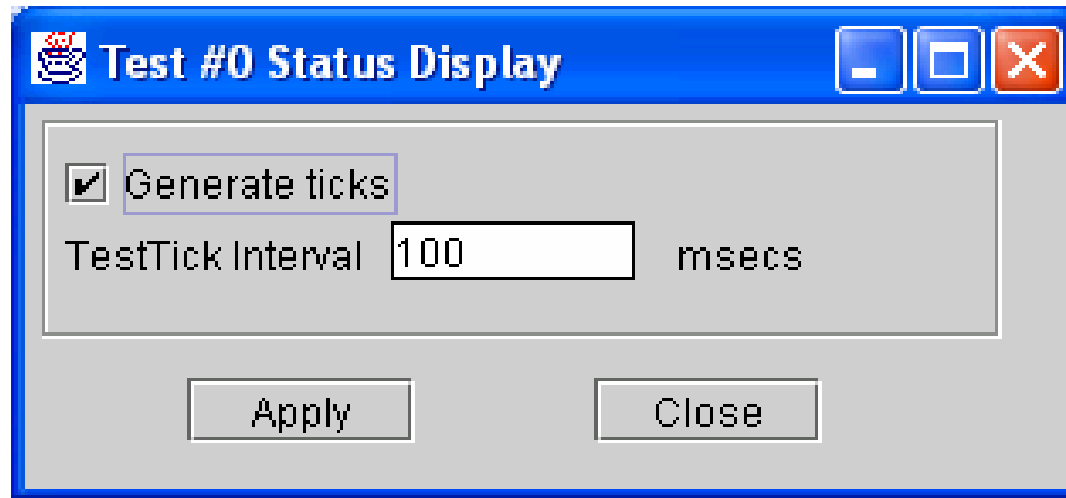 Test #0 Status Display
Generate ticks
TestTick Interval 100 msecs
Apply Close